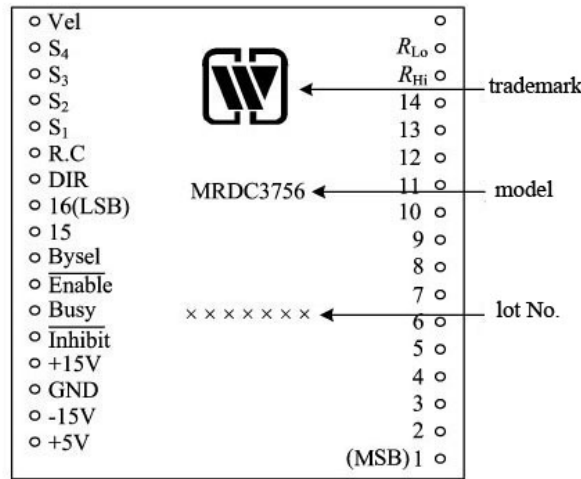 Vel
S4
S3
S2
S1
R.C
DIR
16(LSB)
15
Bysel
Enable
Busy
Inhibit
+15V
GND
-15V
+5V
MRDC3756
×××××××
RLo
RHi
14
13
12
11
10
9
8
7
6
5
4
3
2
(MSB)1
trademark
model
lot No.